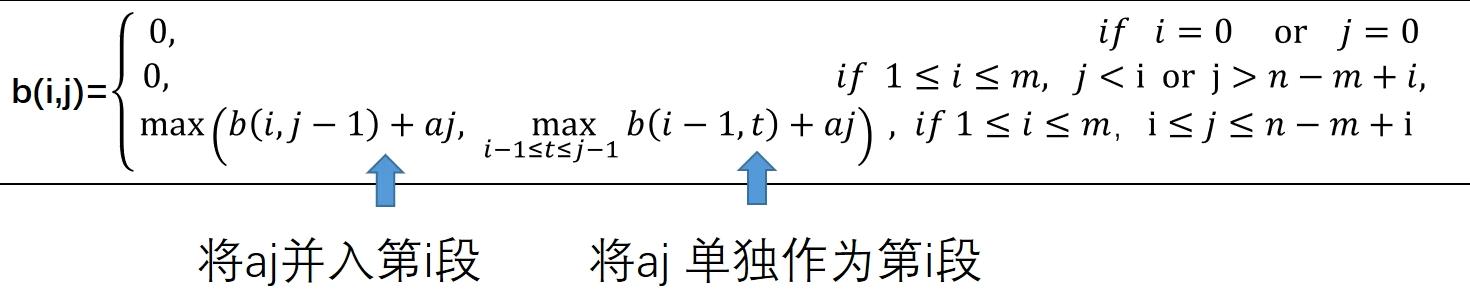 0, if i = 0 or j = 0
b(i,j)= 0, if 1 ≤ i ≤ m, j < i or j > n − m + i,
max(b(i, j − 1) + aj, max i−1≤t≤j−1 b(i − 1, t) + aj) , if 1 ≤ i ≤ m, i ≤ j ≤ n − m + i
将aj并入第i段 将aj 单独作为第i段